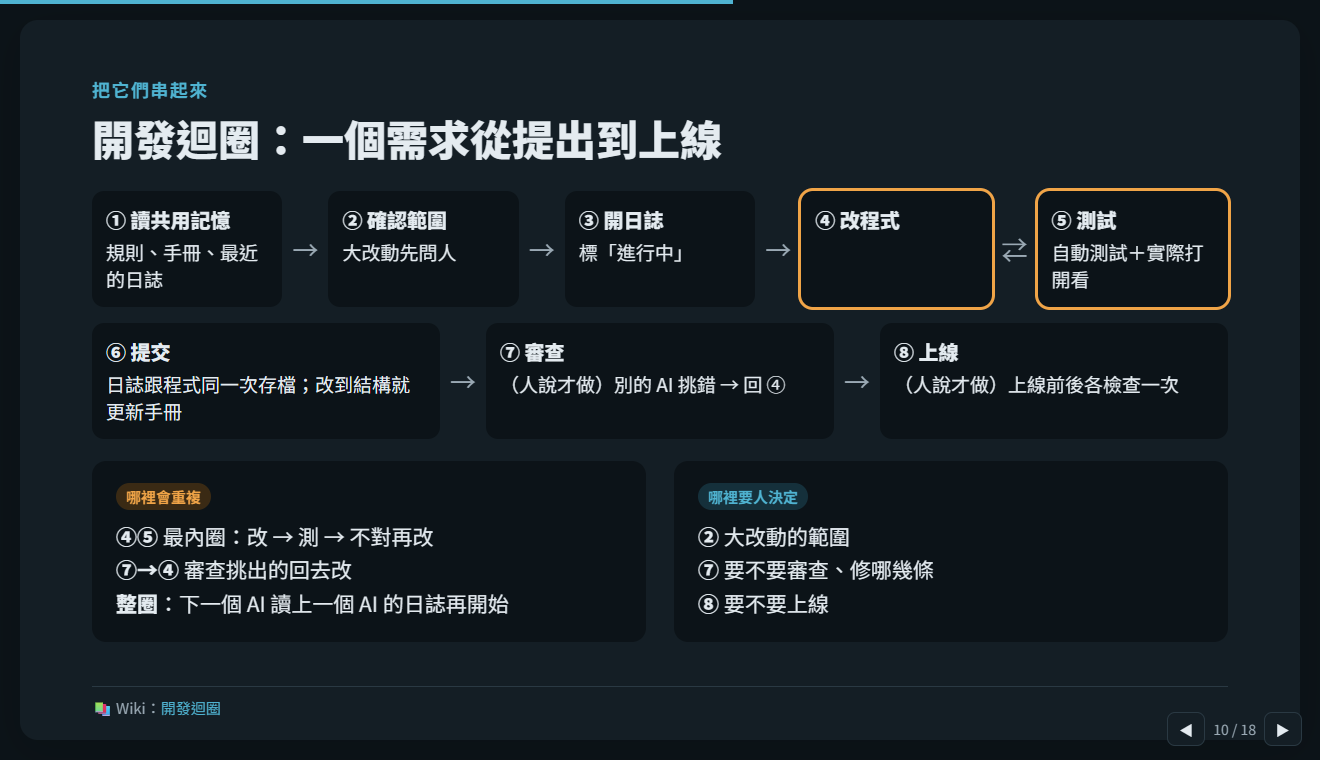 把它們串起來
開發迴圈：一個需求從提出到上線
① 讀共用記憶
規則、手冊、最近
的日誌
→
② 確認範圍
大改動先問人
→
③ 開日誌
標「進行中」
→
④ 改程式
⇄
⑤ 測試
自動測試＋實際打
開看
⑥ 提交
日誌跟程式同一次存檔；改到結構就
更新手冊
→
⑦ 審查
（人說才做）別的 AI 挑錯 → 回 ④
→
⑧ 上線
（人說才做）上線前後各檢查一次
哪裡會重複
④⑤ 最內圈：改 → 測 → 不對再改
⑦→④ 審查挑出的回去改
整圈：下一個 AI 讀上一個 AI 的日誌再開始
哪裡要人決定
② 大改動的範圍
⑦ 要不要審查、修哪幾條
⑧ 要不要上線
📚 Wiki：開發迴圈
◀ 10 / 18 ▶